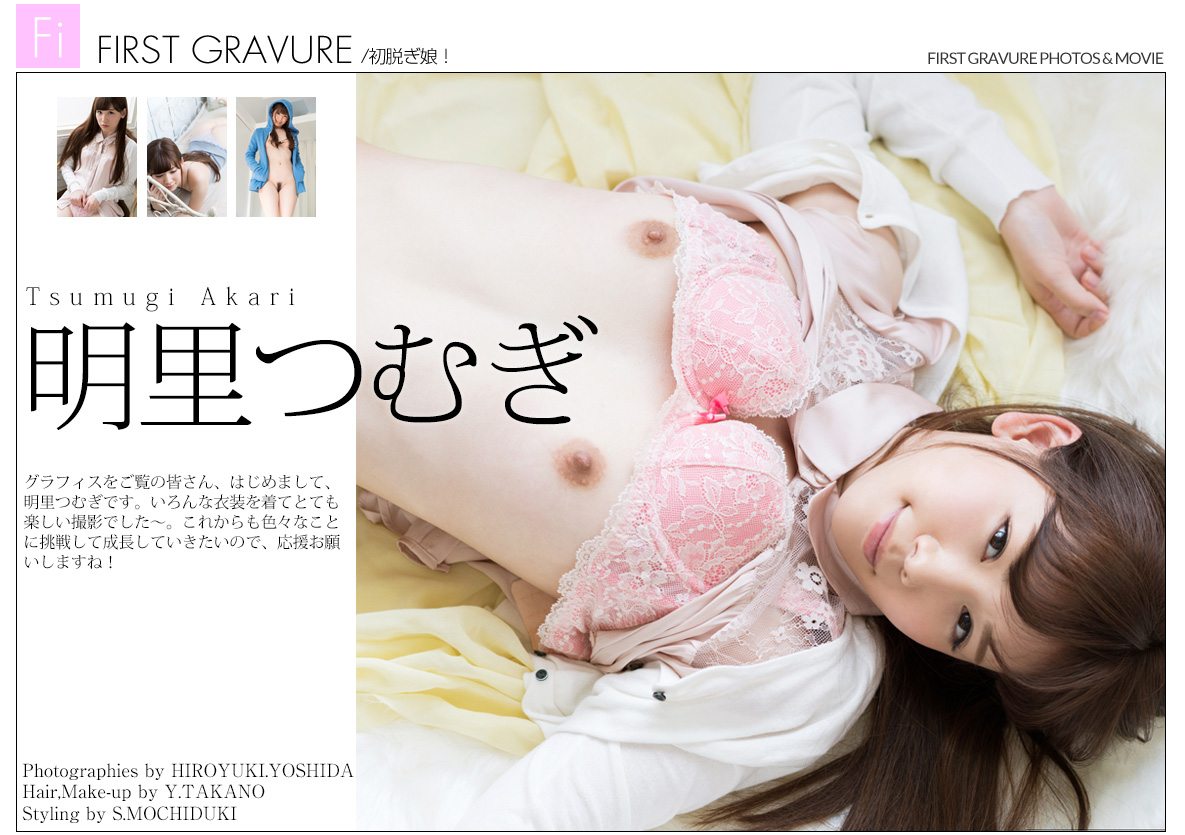 Fi
FIRST GRAVURE /初脱ぎ娘！
FIRST GRAVURE PHOTOS & MOVIE
Tsumugi Akari
明里つむぎ
グラフィスをご覧の皆さん、はじめまして、
明里つむぎです。いろんな衣装を着てとても
楽しい撮影でした～。これからも色々なこと
に挑戦して成長していきたいので、応援お願
いしますね！
Photographies by HIROYUKI.YOSHIDA
Hair,Make-up by Y.TAKANO
Styling by S.MOCHIDUKI